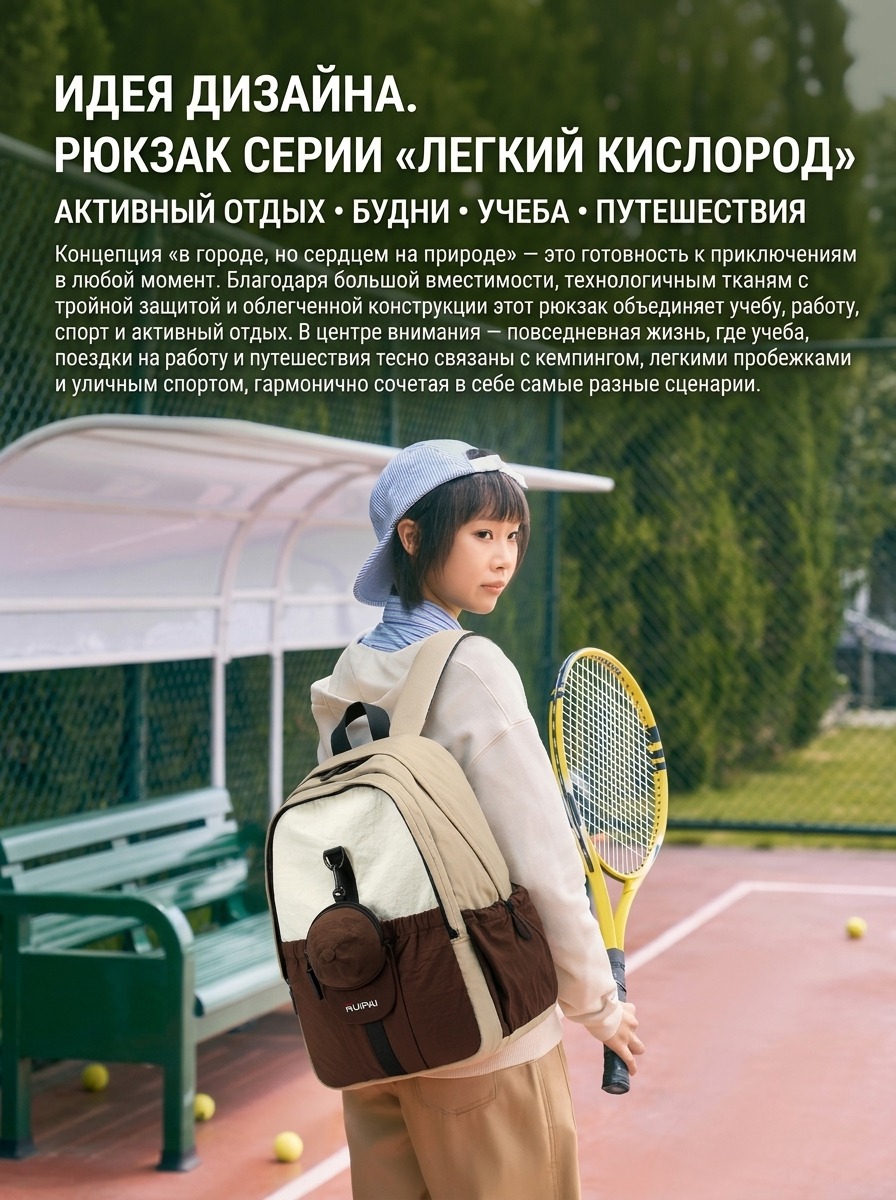 ИДЕЯ ДИЗАЙНА.
РЮКЗАК СЕРИИ «ЛЕГКИЙ КИСЛОРОД»
АКТИВНЫЙ ОТДЫХ • БУДНИ • УЧЕБА • ПУТЕШЕСТВИЯ
Концепция «в городе, но сердцем на природе» — это готовность к приключениям
в любой момент. Благодаря большой вместимости, технологичным тканям с
тройной защитой и облегченной конструкции этот рюкзак объединяет учебу, работу,
спорт и активный отдых. В центре внимания — повседневная жизнь, где учеба,
поездки на работу и путешествия тесно связаны с кемпингом, легкими пробежками
и уличным спортом, гармонично сочетая в себе самые разные сценарии.
RUIPAI